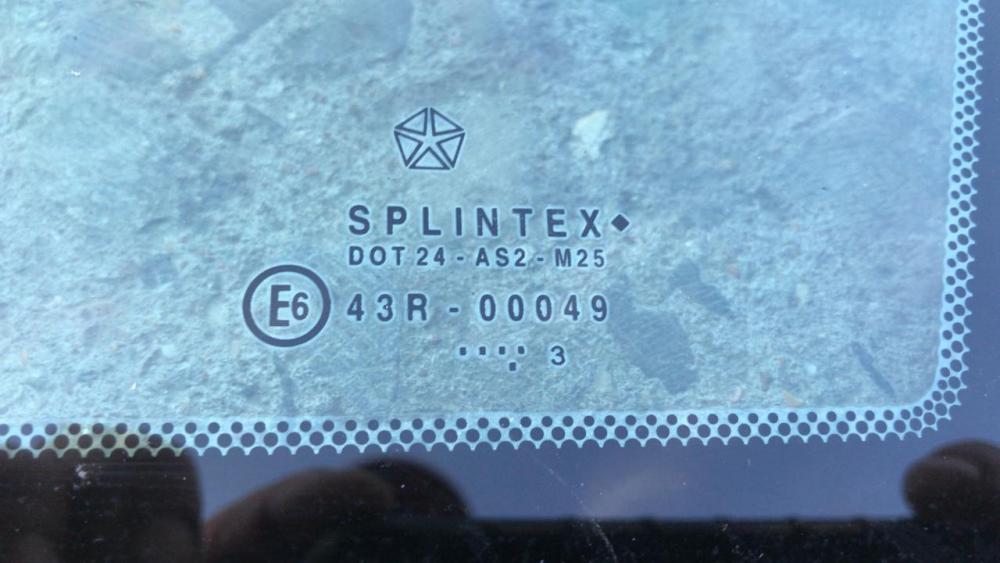 SPLINTEX
DOT 24 - AS2 - M25
E6 43R - 00049
3